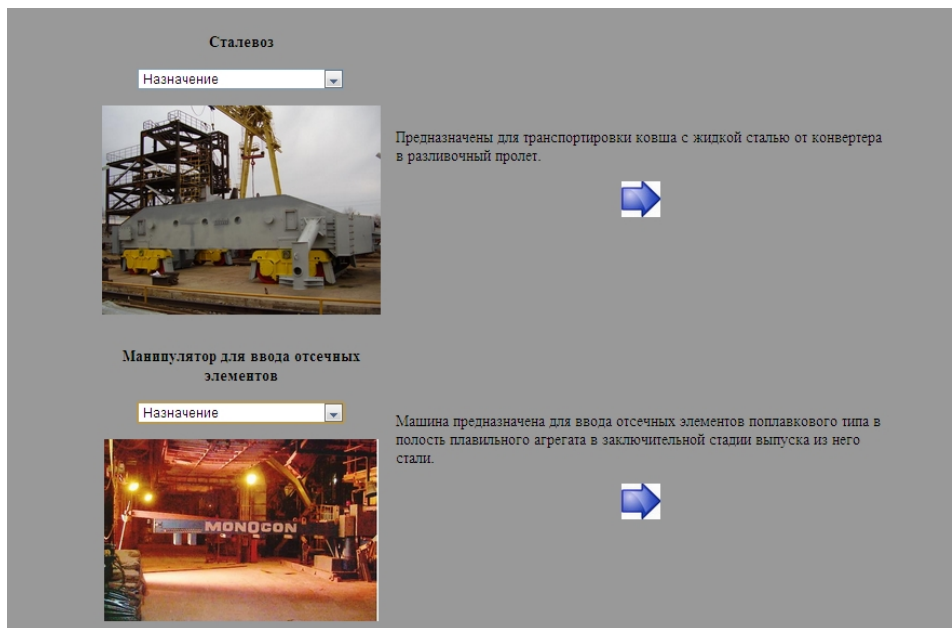 Сталевоз
Назначение
Предназначены для транспортировки ковша с жидкой сталью от конвертера
в разливочный пролет.
Манипулятор для ввода отсечных
элементов
Назначение
Машина предназначена для ввода отсечных элементов поплавкового типа в
полость плавильного агрегата в заключительной стадии выпуска из него
стали.
MONOCON